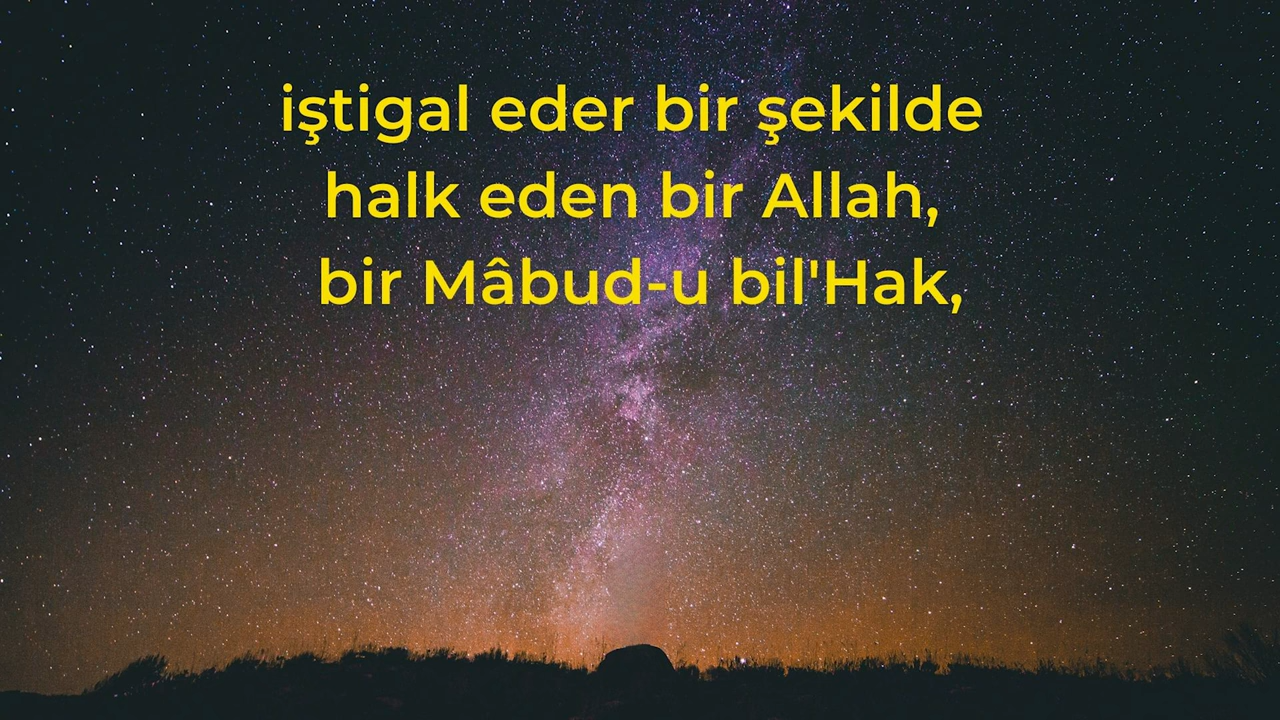 iştigal eder bir şekilde
halk eden bir Allah,
bir Mâbud-u bil'Hak,